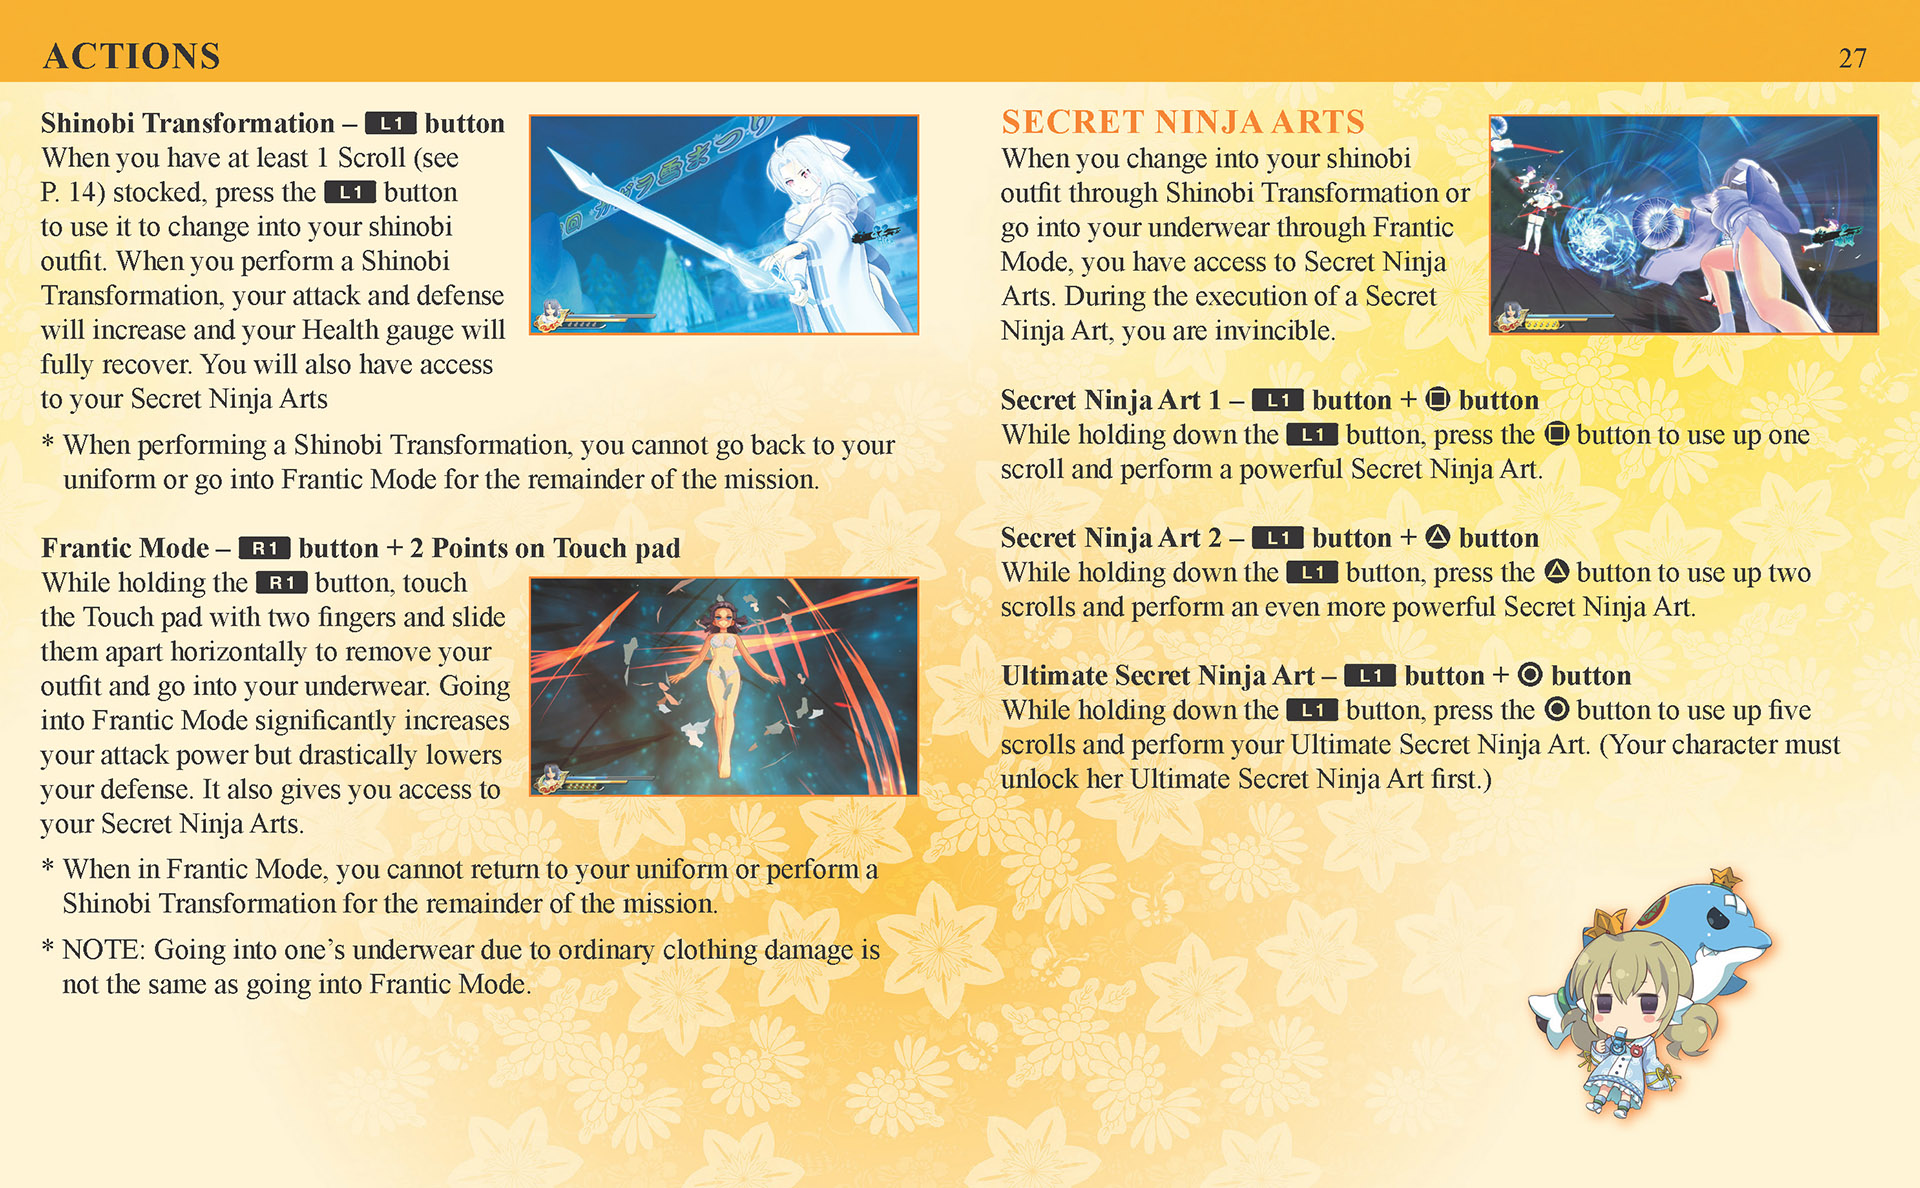 ACTIONS
27
Shinobi Transformation – L1 button
When you have at least 1 Scroll (see
P. 14) stocked, press the L1 button
to use it to change into your shinobi
outfit. When you perform a Shinobi
Transformation, your attack and defense
will increase and your Health gauge will
fully recover. You will also have access
to your Secret Ninja Arts
* When performing a Shinobi Transformation, you cannot go back to your
uniform or go into Frantic Mode for the remainder of the mission.
Frantic Mode – R1 button + 2 Points on Touch pad
While holding the R1 button, touch
the Touch pad with two fingers and slide
them apart horizontally to remove your
outfit and go into your underwear. Going
into Frantic Mode significantly increases
your attack power but drastically lowers
your defense. It also gives you access to
your Secret Ninja Arts.
* When in Frantic Mode, you cannot return to your uniform or perform a
Shinobi Transformation for the remainder of the mission.
* NOTE: Going into one’s underwear due to ordinary clothing damage is
not the same as going into Frantic Mode.
SECRET NINJA ARTS
When you change into your shinobi
outfit through Shinobi Transformation or
go into your underwear through Frantic
Mode, you have access to Secret Ninja
Arts. During the execution of a Secret
Ninja Art, you are invincible.
Secret Ninja Art 1 – L1 button + button
While holding down the L1 button, press the button to use up one
scroll and perform a powerful Secret Ninja Art.
Secret Ninja Art 2 – L1 button + button
While holding down the L1 button, press the button to use up two
scrolls and perform an even more powerful Secret Ninja Art.
Ultimate Secret Ninja Art – L1 button + button
While holding down the L1 button, press the button to use up five
scrolls and perform your Ultimate Secret Ninja Art. (Your character must
unlock her Ultimate Secret Ninja Art first.)